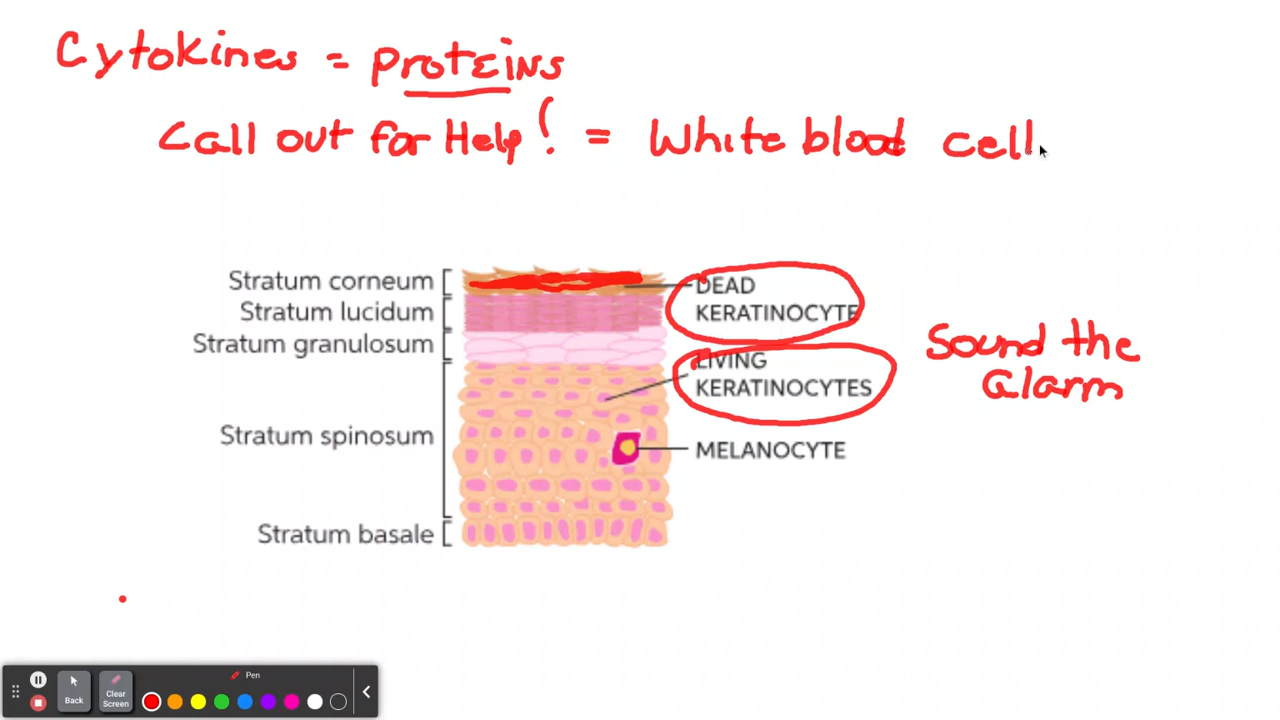 Cytokines = proteins
Call out for Help! = White blood cell
Stratum corneum
DEAD
KERATINOCYTE
Stratum lucidum
Stratum granulosum
LIVING
KERATINOCYTES
Sound the
alarm
Stratum spinosum
MELANOCYTE
Stratum basale
Pen
Back
Clear
Screen